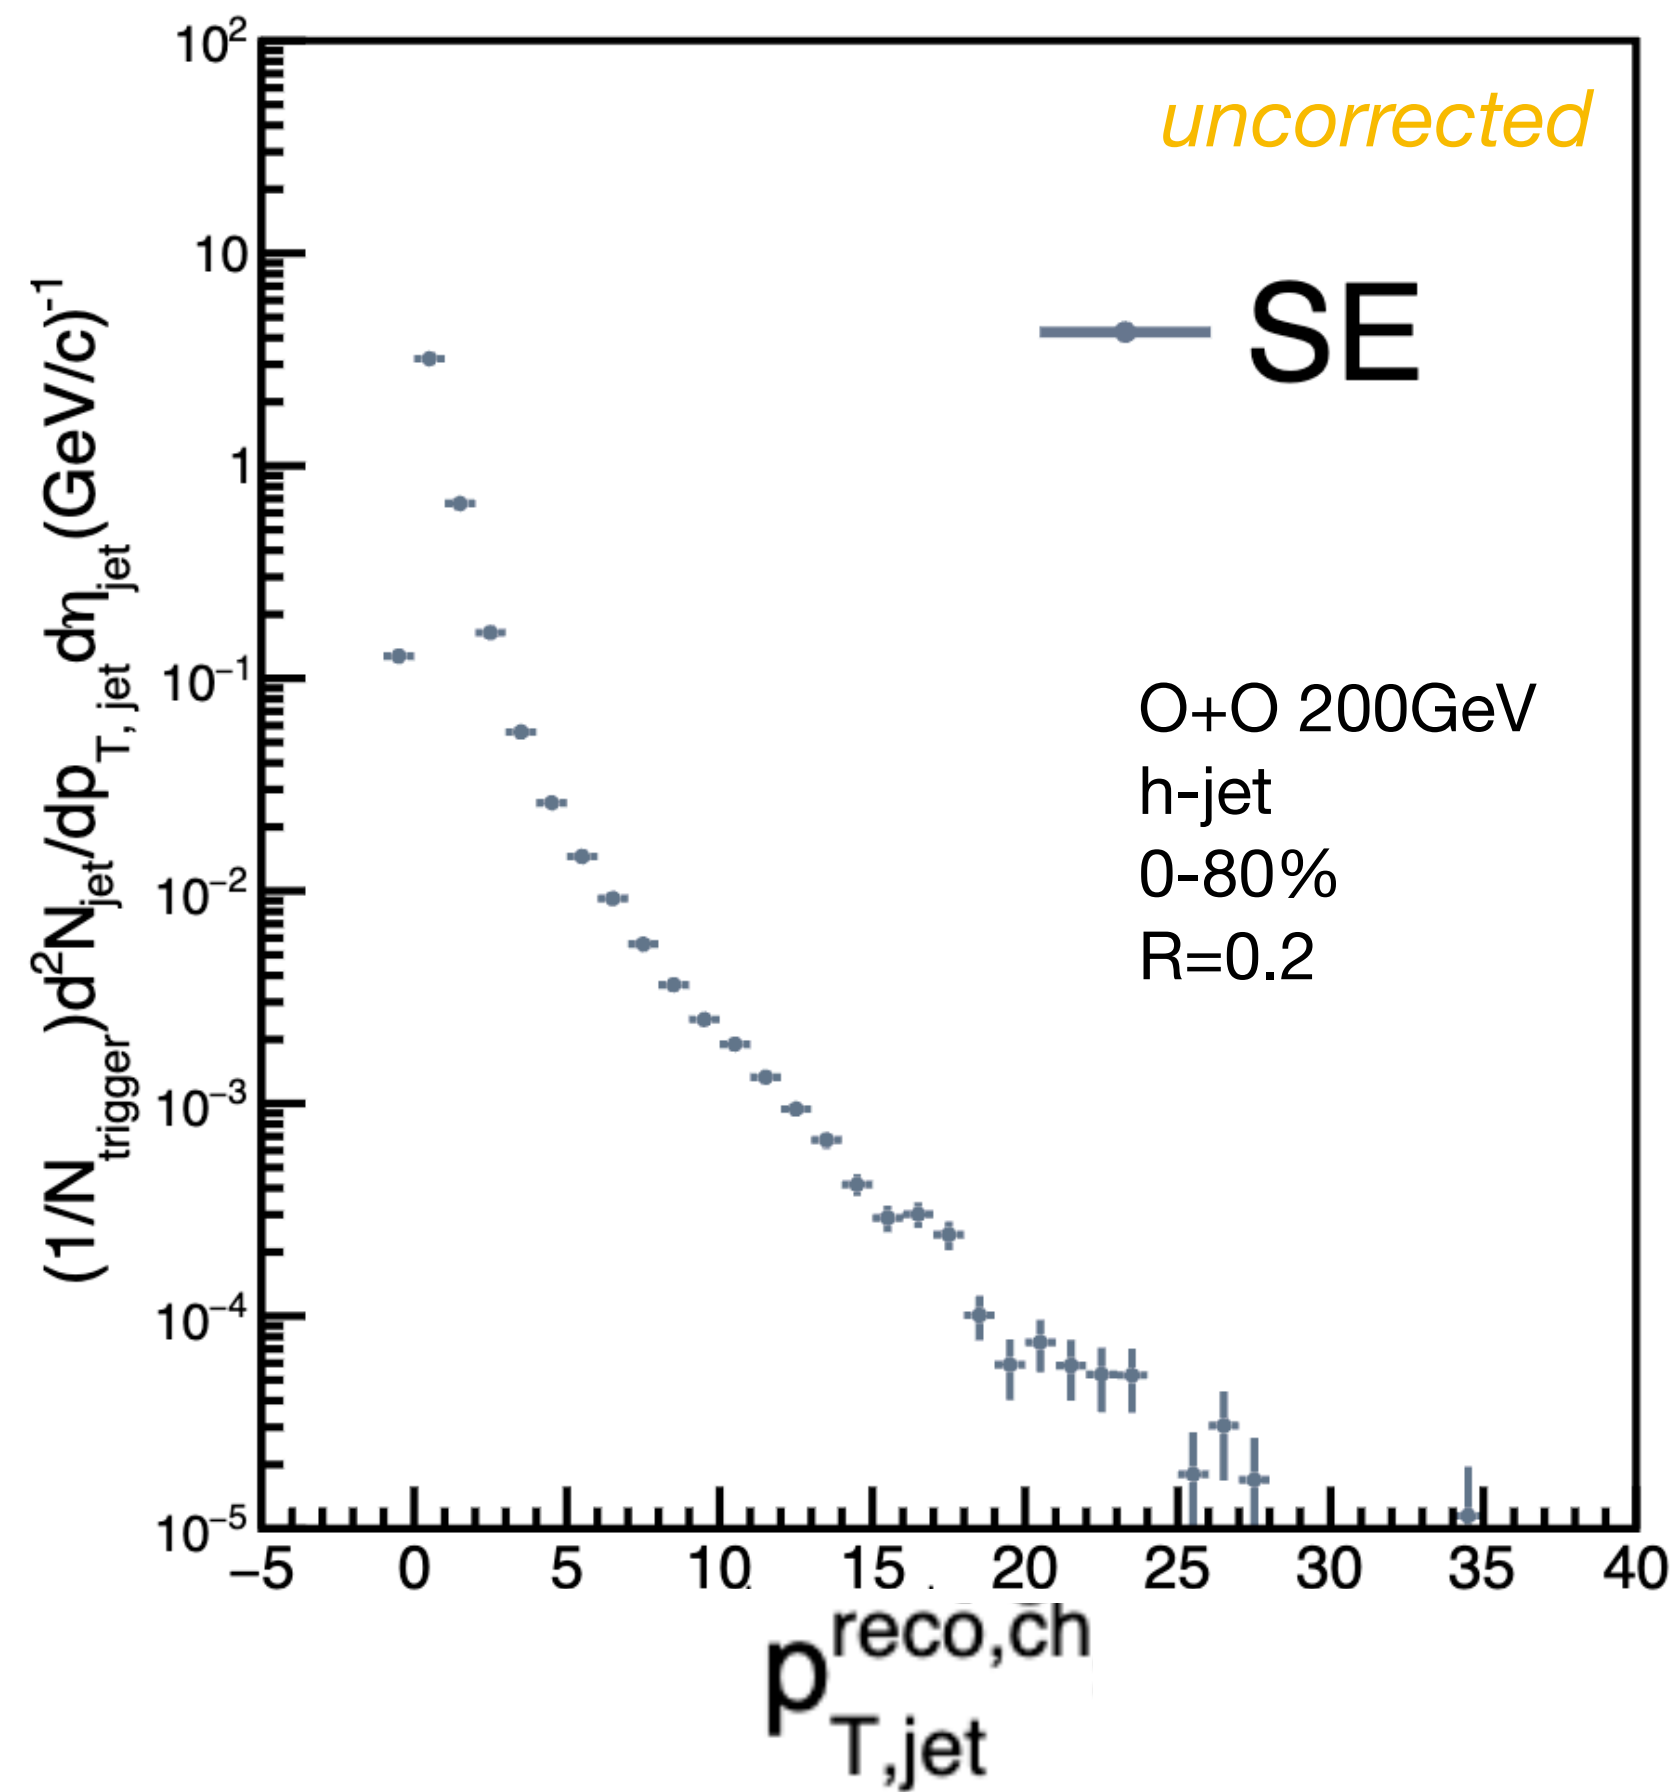 10²
uncorrected
10
SE
1
10⁻¹
10⁻²
10⁻³
10⁻⁴
10⁻⁵
(1/N_trigger)d²N_jet/dp_T, jet dη_jet (GeV/c)⁻¹
O+O 200GeV
h-jet
0-80%
R=0.2
−5 0 5 10 15 20 25 30 35 40
p_T,jet^reco,ch